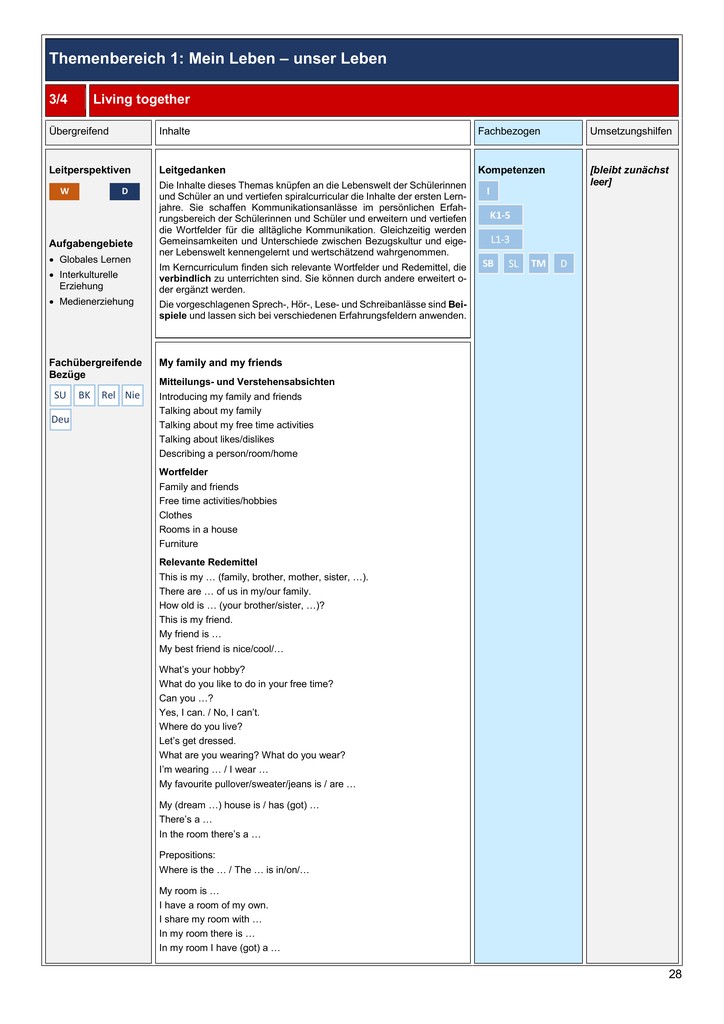 Themenbereich 1: Mein Leben – unser Leben
3/4 Living together
Übergreifend
Inhalte
Fachbezogen
Umsetzungshilfen
Leitperspektiven
W D
Aufgabengebiete
• Globales Lernen
• Interkulturelle
Erziehung
• Medienerziehung
Leitgedanken
Die Inhalte dieses Themas knüpfen an die Lebenswelt der Schülerinnen
und Schüler an und vertiefen spiralcurricular die Inhalte der ersten Lern-
jahre. Sie schaffen Kommunikationsanlässe im persönlichen Erfah-
rungsbereich der Schülerinnen und Schüler und erweitern und vertiefen
die Wortfelder für die alltägliche Kommunikation. Gleichzeitig werden
Gemeinsamkeiten und Unterschiede zwischen Bezugskultur und eige-
ner Lebenswelt kennengelernt und wertschätzend wahrgenommen.
Im Kerncurriculum finden sich relevante Wortfelder und Redemittel, die
verbindlich zu unterrichten sind. Sie können durch andere erweitert o-
der ergänzt werden.
Die vorgeschlagenen Sprech-, Hör-, Lese- und Schreibanlässe sind Bei-
spiele und lassen sich bei verschiedenen Erfahrungsfeldern anwenden.
Kompetenzen
I
K1-5
L1-3
SB SL TM D
[bleibt zunächst
leer]
Fachübergreifende
Bezüge
SU BK Rel Nie
Deu
My family and my friends
Mitteilungs- und Verstehensabsichten
Introducing my family and friends
Talking about my family
Talking about my free time activities
Talking about likes/dislikes
Describing a person/room/home
Wortfelder
Family and friends
Free time activities/hobbies
Clothes
Rooms in a house
Furniture
Relevante Redemittel
This is my … (family, brother, mother, sister, …).
There are … of us in my/our family.
How old is … (your brother/sister, …)?
This is my friend.
My friend is …
My best friend is nice/cool/…
What's your hobby?
What do you like to do in your free time?
Can you …?
Yes, I can. / No, I can't.
Where do you live?
Let's get dressed.
What are you wearing? What do you wear?
I'm wearing … / I wear …
My favourite pullover/sweater/jeans is / are …
My (dream …) house is / has (got) …
There's a …
In the room there's a …
Prepositions:
Where is the … / The … is in/on/…
My room is …
I have a room of my own.
I share my room with …
In my room there is …
In my room I have (got) a …
28